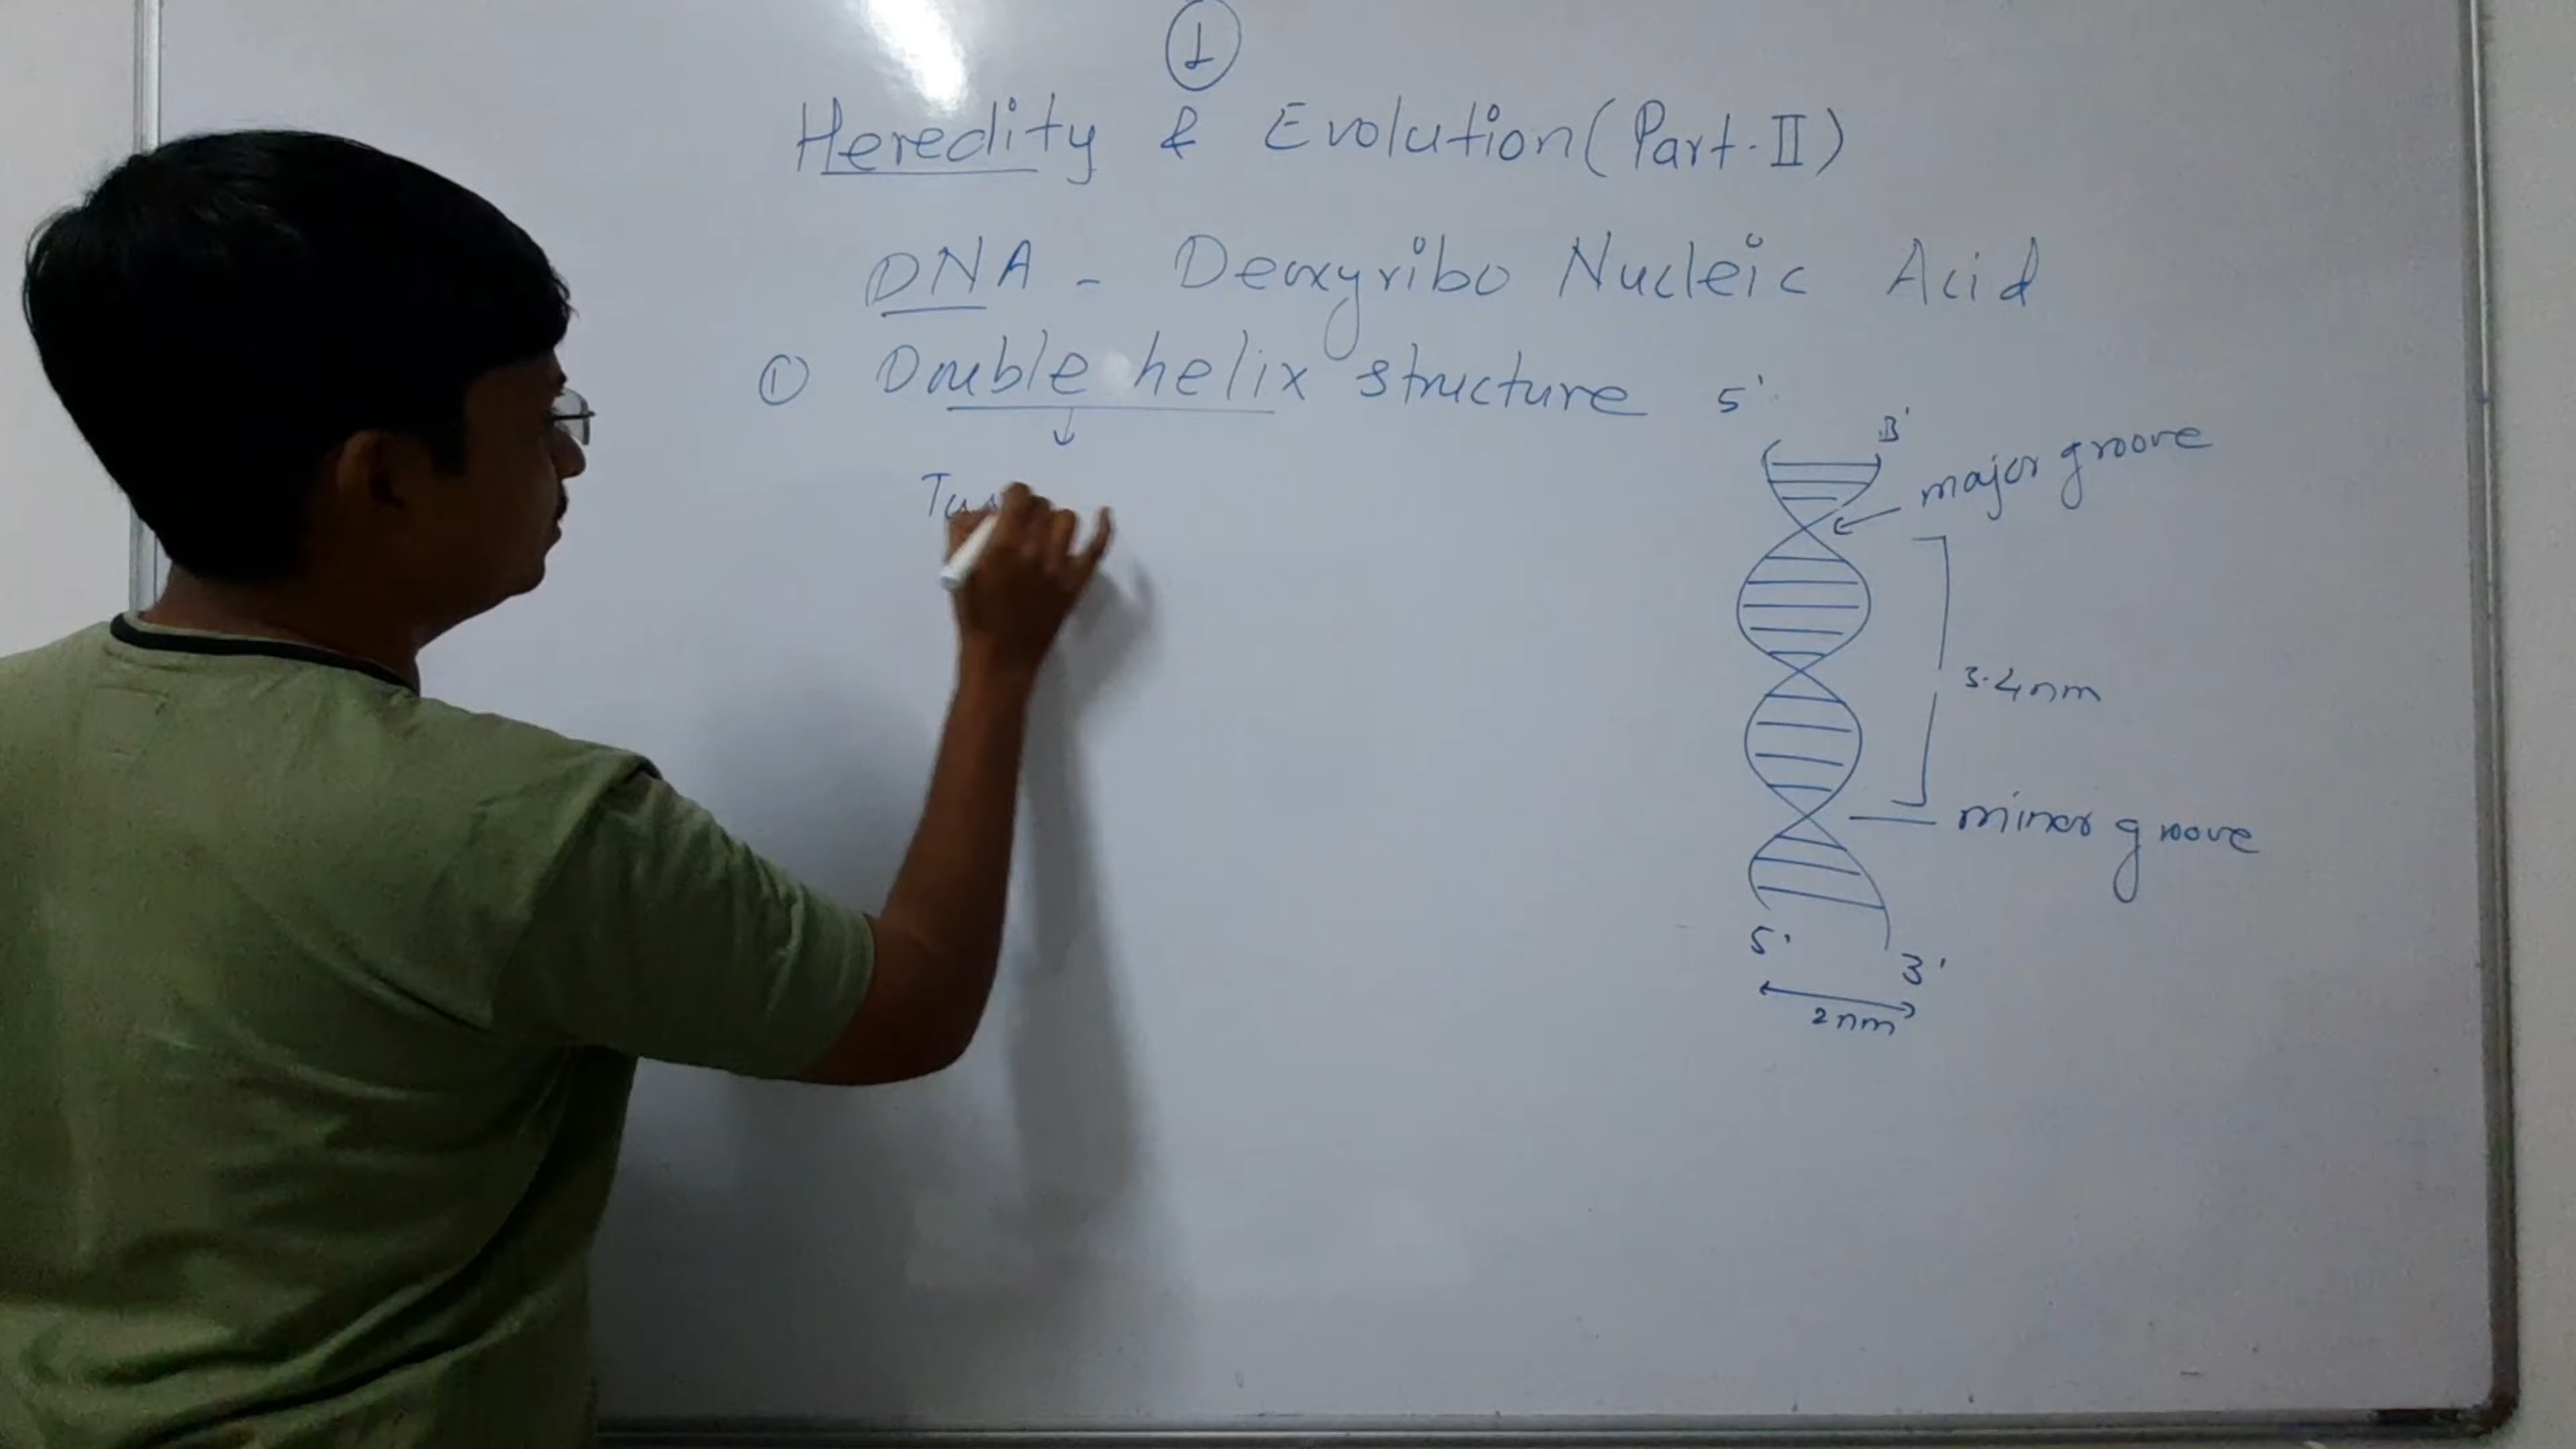 1
Heredity & Evolution (Part-II)
DNA - Deoxyribo Nucleic Acid
① Double helix structure
5'
3'
major groove
3.4nm
minor groove
5'
3'
2nm